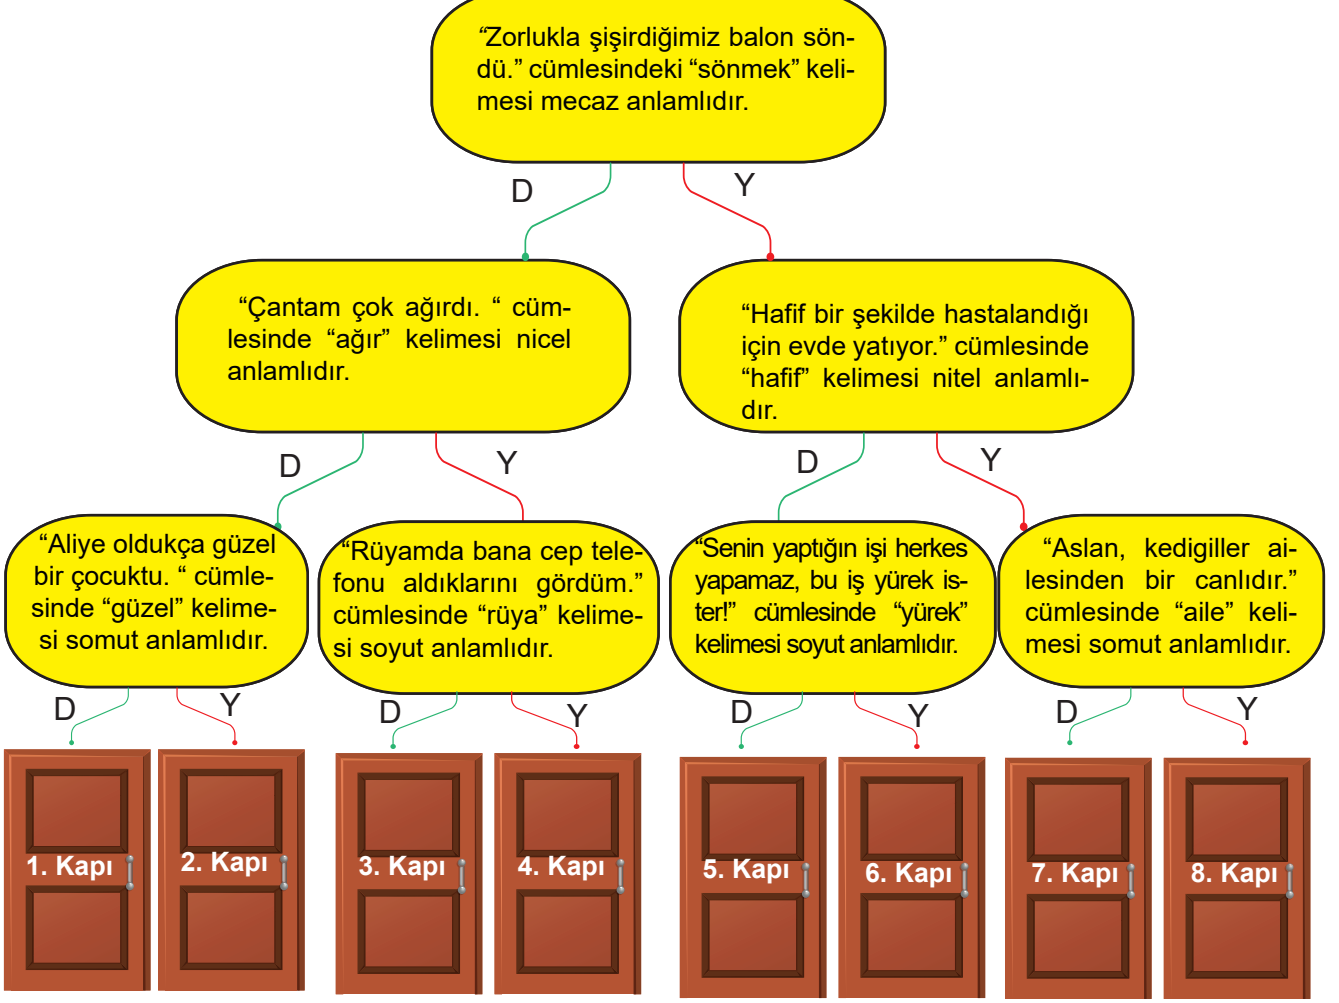 “Zorlukla şişirdiğimiz balon sön-
dü.” cümlesindeki “sönmek” keli-
mesi mecaz anlamlıdır.
D
Y
“Çantam çok ağırdı. “ cüm-
lesinde “ağır” kelimesi nicel
anlamlıdır.
“Hafif bir şekilde hastalandığı
için evde yatıyor.” cümlesinde
“hafif” kelimesi nitel anlamlı-
dır.
D
Y
D
Y
“Aliye oldukça güzel
bir çocuktu. “ cümle-
sinde “güzel” kelime-
si somut anlamlıdır.
“Rüyamda bana cep tele-
fonu aldıklarını gördüm.”
cümlesinde “rüya” kelime-
si soyut anlamlıdır.
“Senin yaptığın işi herkes
yapamaz, bu iş yürek is-
ter!” cümlesinde “yürek”
kelimesi soyut anlamlıdır.
“Aslan, kedigiller ai-
lesinden bir canlıdır.”
cümlesinde “aile” keli-
mesi somut anlamlıdır.
D
Y
D
Y
D
Y
D
Y
1. Kapı
2. Kapı
3. Kapı
4. Kapı
5. Kapı
6. Kapı
7. Kapı
8. Kapı